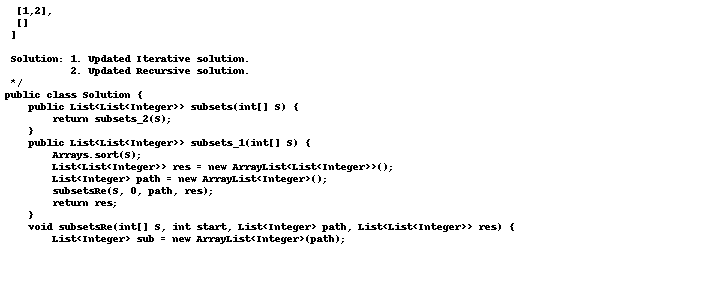 [1,2],
[]
]
Solution: 1. Updated Iterative solution.
2. Updated Recursive solution.
*/
public class Solution {
public List<List<Integer>> subsets(int[] S) {
return subsets_2(S);
}
public List<List<Integer>> subsets_1(int[] S) {
Arrays.sort(S);
List<List<Integer>> res = new ArrayList<List<Integer>>();
List<Integer> path = new ArrayList<Integer>();
subsetsRe(S, 0, path, res);
return res;
}
void subsetsRe(int[] S, int start, List<Integer> path, List<List<Integer>> res) {
List<Integer> sub = new ArrayList<Integer>(path);